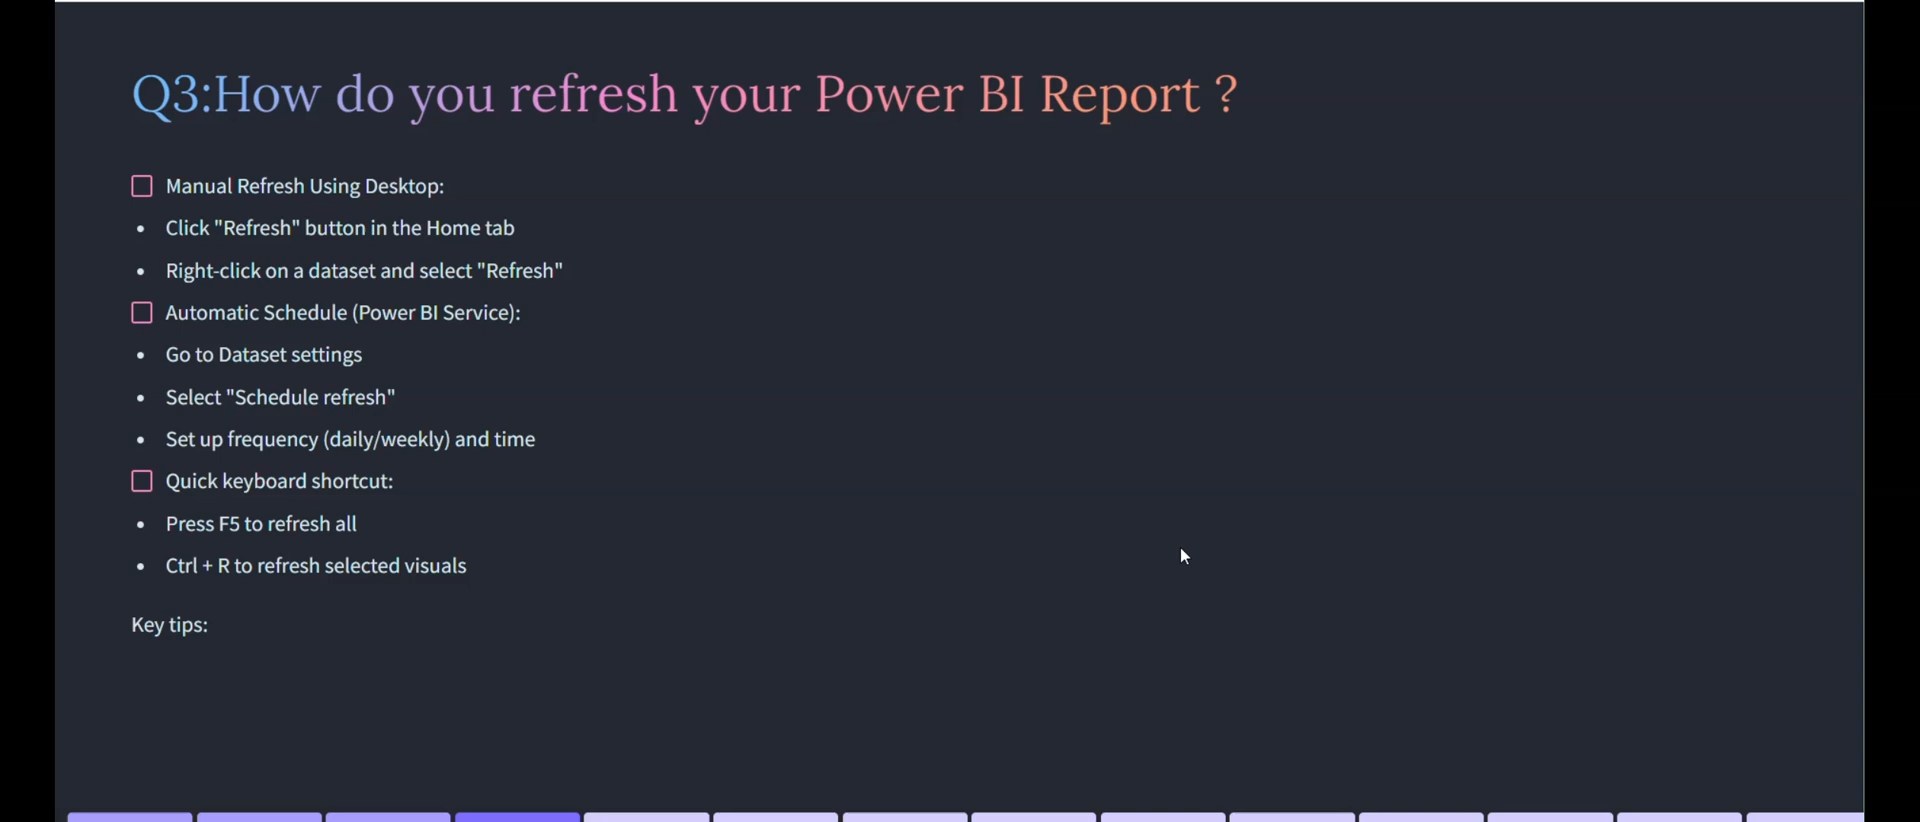 Q3:How do you refresh your Power BI Report ?
Manual Refresh Using Desktop:
• Click "Refresh" button in the Home tab
• Right-click on a dataset and select "Refresh"
Automatic Schedule (Power BI Service):
• Go to Dataset settings
• Select "Schedule refresh"
• Set up frequency (daily/weekly) and time
Quick keyboard shortcut:
• Press F5 to refresh all
• Ctrl + R to refresh selected visuals
Key tips: